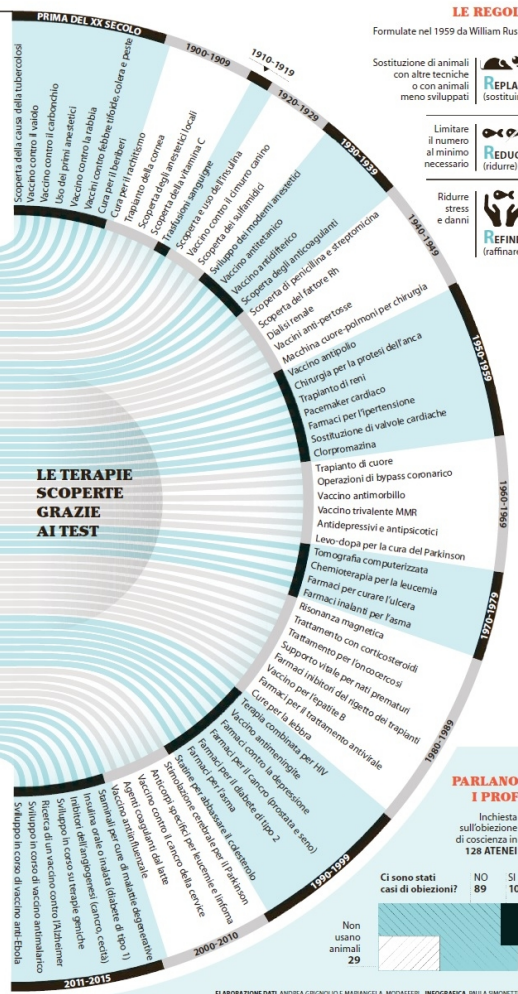 PRIMA DEL XX SECOLO
Scoperta della causa della tubercolosi
Vaccino contro il vaiolo
Vaccino contro il carbonchio
Uso dei primi anestetici
Vaccino contro la rabbia
Vaccini contro febbre tifoide, colera e peste
Cura per il beriberi
Cura per il rachitismo
1900-1909
Trapianto della cornea
Scoperta degli anestetici locali
Scoperta della vitamina C
1910-1919
Trasfusioni sanguigne
1920-1929
Scoperta e uso dell'insulina
Vaccino contro il cimurro canino
1930-1939
Scoperta dei sulfamidici
Sviluppo dei moderni anestetici
Vaccino antitetanico
Vaccino antidifterico
Scoperta degli anticoagulanti
1940-1949
Scoperta di penicillina e streptomicina
Scoperta del fattore Rh
Dialisi renale
Vaccini anti-pertosse
Macchina cuore-polmoni per chirurgia
1950-1959
Vaccino antipolio
Chirurgia per la protesi dell'anca
Trapianto di reni
Pacemaker cardiaco
Farmaci per l'ipertensione
Sostituzione di valvole cardiache
Clorpromazina
1960-1969
Trapianto di cuore
Operazioni di bypass coronarico
Vaccino antimorbillo
Vaccino trivalente MMR
Antidepressivi e antipsicotici
Levo-dopa per la cura del Parkinson
1970-1979
Tomografia computerizzata
Chemioterapia per la leucemia
Farmaci per curare l'ulcera
Farmaci inalanti per l'asma
1980-1989
Risonanza magnetica
Trattamento con corticosteroidi
Trattamento per l'oncocercosi
Supporto vitale per nati prematuri
Farmaci inibitori del rigetto dei trapianti
Vaccino per l'epatite B
Farmaci per il trattamento antivirale
Cure per la lebbra
1990-1999
Terapia combinata per HIV
Vaccino antimeningite
Farmaci contro la depressione
Farmaci per il cancro (prostata e seno)
Farmaci per il diabete di tipo 2
Farmaci per l'asma
Statine per abbassare il colesterolo
2000-2010
Stimolazione cerebrale per il Parkinson
Anticorpi specifici per leucemie e linfoma
Vaccino contro il cancro della cervice
Agenti coagulanti dal latte
Vaccino antinfluenzale
2011-2015
Staminali per cure di malattie degenerative
Insulina orale o inalata (diabete di tipo 1)
Inibitori dell'angiogenesi (cancro, cecità)
Sviluppo in corso su terapie geniche
Ricerca di un vaccino contro l'Alzheimer
Sviluppo in corso di vaccino antimalarico
Sviluppo in corso di vaccino anti-Ebola
LE TERAPIE
SCOPERTE
GRAZIE
AI TEST
LE REGOL
Formulate nel 1959 da William Rus
Sostituzione di animali
con altre tecniche
o con animali
meno sviluppati
REPLA
(sostituir
Limitare
il numero
al minimo
necessario
REDUC
(ridurre)
Ridurre
stress
e danni
REFINE
(raffinare
PARLANO
I PROF
Inchiesta
sull'obiezione
di coscienza in
128 ATENEI
Ci sono stati
casi di obiezioni?
NO
89
SI
10
Non
usano
animali
29
ELABORAZIONE DATI ANDREA GRIGNOLIO E MARIANGELA MODAFFERI INFOGRAFICA PAULA SIMONETT